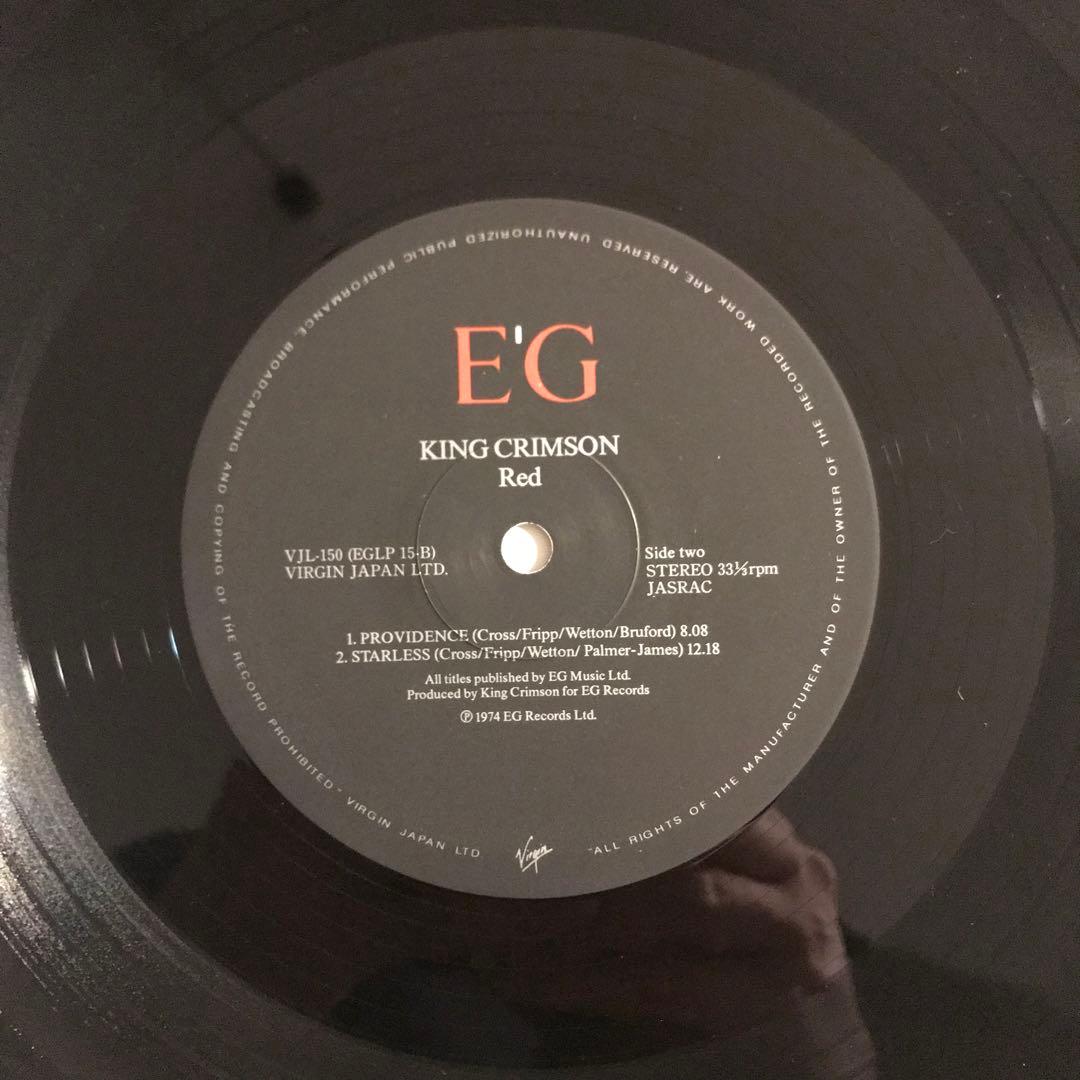 E'G
KING CRIMSON
Red
VJL-150 (EGLP 15-B)
VIRGIN JAPAN LTD.
Side two
STEREO 33⅓rpm
JASRAC
1. PROVIDENCE (Cross/Fripp/Wetton/Bruford) 8.08
2. STARLESS (Cross/Fripp/Wetton/ Palmer-James) 12.18
All titles published by EG Music Ltd.
Produced by King Crimson for EG Records
℗ 1974 EG Records Ltd.
"ALL RIGHTS OF THE MANUFACTURER AND OF THE OWNER OF THE RECORDED WORK ARE RESERVED UNAUTHORIZED PUBLIC PERFORMANCE, BROADCASTING AND COPYING OF THE RECORD PROHIBITED" VIRGIN JAPAN LTD
Virgin